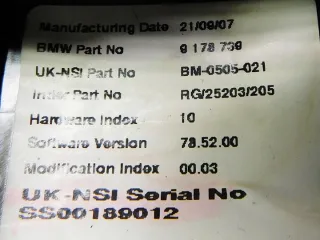 Manufacturing Date 21/09/07
BMW Part No 9 178 739
UK-NSI Part No BM-0505-021
Inder Part No RG/25203/205
Hardware Index 10
Software Version 78.52.00
Modification Index 00.03
UK-NSI Serial No
SS00189012